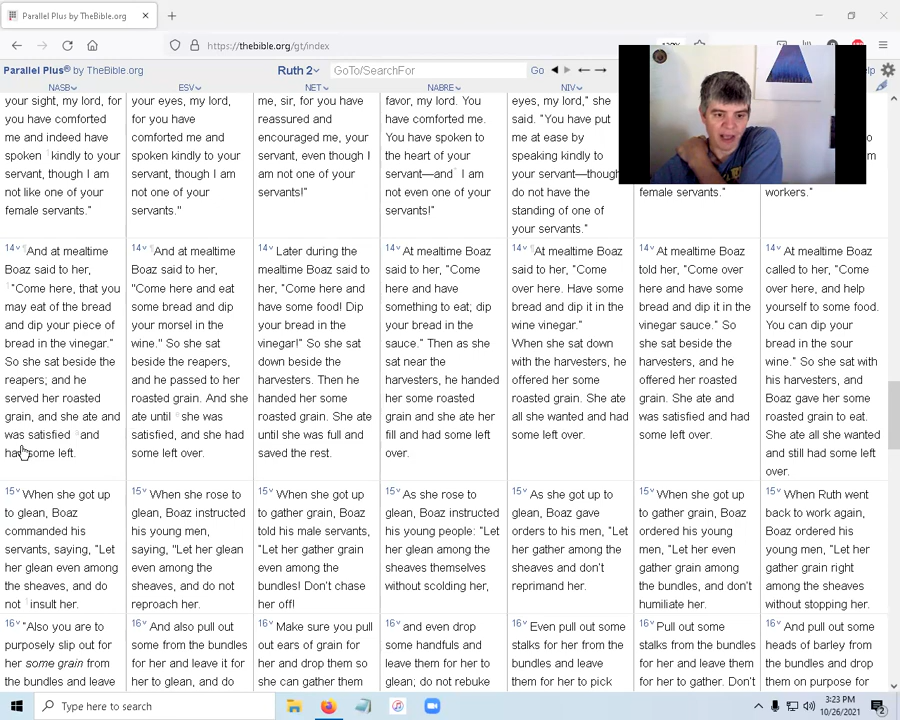 Parallel Plus by TheBible.org
https://thebible.org/gt/index
Parallel Plus® by TheBible.org
Ruth 2
GoTo/SearchFor
Go
NASB
ESV
NET
NABRE
NIV
your sight, my lord, for
you have comforted
me and indeed have
spoken kindly to your
servant, though I am
not like one of your
female servants."
your eyes, my lord,
for you have
comforted me and
spoken kindly to your
servant, though I am
not one of your
servants."
me, sir, for you have
reassured and
encouraged me, your
servant, even though I
am not one of your
servants!"
favor, my lord. You
have comforted me.
You have spoken to
the heart of your
servant—and I am
not even one of your
servants!"
eyes, my lord," she
said. "You have put
me at ease by
speaking kindly to
your servant—though
do not have the
standing of one of
your servants."
female servants."
workers."
14 And at mealtime
Boaz said to her,
"Come here, that you
may eat of the bread
and dip your piece of
bread in the vinegar."
So she sat beside the
reapers; and he
served her roasted
grain, and she ate and
was satisfied and
had some left.
14 And at mealtime
Boaz said to her,
"Come here and eat
some bread and dip
your morsel in the
wine." So she sat
beside the reapers,
and he passed to her
roasted grain. And she
ate until she was
satisfied, and she had
some left over.
14 Later during the
mealtime Boaz said to
her, "Come here and
have some food! Dip
your bread in the
vinegar!" So she sat
down beside the
harvesters. Then he
handed her some
roasted grain. She ate
until she was full and
saved the rest.
14 At mealtime Boaz
said to her, "Come
here and have
something to eat; dip
your bread in the
sauce." Then as she
sat near the
harvesters, he handed
her some roasted
grain and she ate her
fill and had some left
over.
14 At mealtime Boaz
said to her, "Come
over here. Have some
bread and dip it in the
wine vinegar."
When she sat down
with the harvesters, he
offered her some
roasted grain. She ate
all she wanted and had
some left over.
14 At mealtime Boaz
told her, "Come over
here and have some
bread and dip it in the
vinegar sauce." So
she sat beside the
harvesters, and he
offered her roasted
grain. She ate and
was satisfied and had
some left over.
14 At mealtime Boaz
called to her, "Come
over here, and help
yourself to some food.
You can dip your
bread in the sour
wine." So she sat with
his harvesters, and
Boaz gave her some
roasted grain to eat.
She ate all she wanted
and still had some left
over.
15 When she got up
to glean, Boaz
commanded his
servants, saying, "Let
her glean even among
the sheaves, and do
not insult her.
15 When she rose to
glean, Boaz instructed
his young men,
saying, "Let her glean
even among the
sheaves, and do not
reproach her.
15 When she got up
to gather grain, Boaz
told his male servants,
"Let her gather grain
even among the
bundles! Don't chase
her off!
15 As she rose to
glean, Boaz instructed
his young people: "Let
her glean among the
sheaves themselves
without scolding her,
15 As she got up to
glean, Boaz gave
orders to his men, "Let
her gather among the
sheaves and don't
reprimand her.
15 When she got up
to gather grain, Boaz
ordered his young
men, "Let her even
gather grain among
the bundles, and don't
humiliate her.
15 When Ruth went
back to work again,
Boaz ordered his
young men, "Let her
gather grain right
among the sheaves
without stopping her.
16 "Also you are to
purposely slip out for
her some grain from
the bundles and leave
16 And also pull out
some from the bundles
for her and leave it for
her to glean, and do
16 Make sure you pull
out ears of grain for
her and drop them so
she can gather them
16 and even drop
some handfuls and
leave them for her to
glean; do not rebuke
16 Even pull out some
stalks for her from the
bundles and leave
them for her to pick
16 Pull out some
stalks from the bundles
for her and leave them
for her to gather. Don't
16 And pull out some
heads of barley from
the bundles and drop
them on purpose for
Type here to search
3:23 PM
10/26/2021